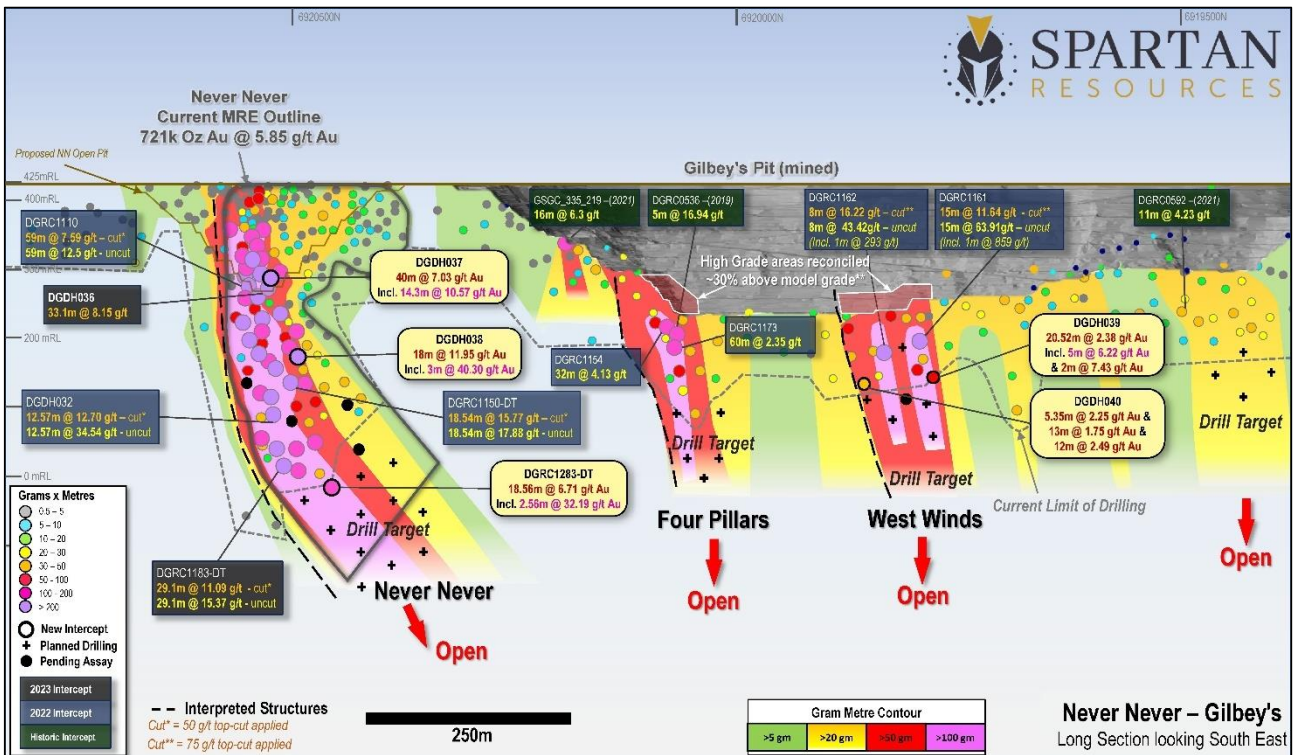 6920500N
6920000N
6919500N
SPARTAN
RESOURCES
Never Never
Current MRE Outline
721k Oz Au @ 5.85 g/t Au
Proposed NN Open Pit
Gilbey's Pit (mined)
425mRL
400mRL
200 mRL
0 mRL
DGRC1110
59m @ 7.59 g/t – cut*
59m @ 12.5 g/t - uncut
GDDH036
33.1m @ 8.15 g/t
DGDH037
40m @ 7.03 g/t Au
Incl. 14.3m @ 10.57 g/t Au
DGDH038
18m @ 11.95 g/t Au
Incl. 3m @ 40.30 g/t Au
DGDH032
12.57m @ 12.70 g/t – cut*
12.57m @ 34.54 g/t - uncut
DGRC1150-DT
18.54m @ 15.77 g/t – cut*
18.54m @ 17.88 g/t - uncut
DGRC1283-DT
18.56m @ 6.71 g/t Au
Incl. 2.56m @ 32.19 g/t Au
DGRC1183-DT
29.1m @ 11.09 g/t - cut*
29.1m @ 15.37 g/t - uncut
Drill Target
Never Never
Open
GSGC_335_219 –(2021)
16m @ 6.3 g/t
DGRC0536 –(2019)
5m @ 16.94 g/t
DGRC1162
8m @ 16.22 g/t – cut**
8m @ 43.42g/t – uncut
(Incl. 1m @ 293 g/t)
DGRC1161
15m @ 11.64 g/t - cut**
15m @ 63.91g/t – uncut
(Incl. 1m @ 859 g/t)
DGRC0592 –(2021)
11m @ 4.23 g/t
High Grade areas reconciled
~30% above model grade**
DGRC1154
32m @ 4.13 g/t
DGRC1173
60m @ 2.35 g/t
DGDH039
20.52m @ 2.38 g/t Au
Incl. 5m @ 6.22 g/t Au
& 2m @ 7.43 g/t Au
DGDH040
5.35m @ 2.25 g/t Au &
13m @ 1.75 g/t Au &
12m @ 2.49 g/t Au
Drill Target
Drill Target
Drill Target
Current Limit of Drilling
Four Pillars
West Winds
Open
Open
Open
Grams x Metres
0.5 – 5
5 – 10
10 – 20
20 – 30
30 – 50
50 - 100
100 - 200
> 200
New Intercept
Planned Drilling
Pending Assay
2023 Intercept
2022 Intercept
Historic Intercept
Interpreted Structures
Cut* = 50 g/t top-cut applied
Cut** = 75 g/t top-cut applied
250m
Gram Metre Contour
>5 gm
>20 gm
>50 gm
>100 gm
Never Never – Gilbey's
Long Section looking South East